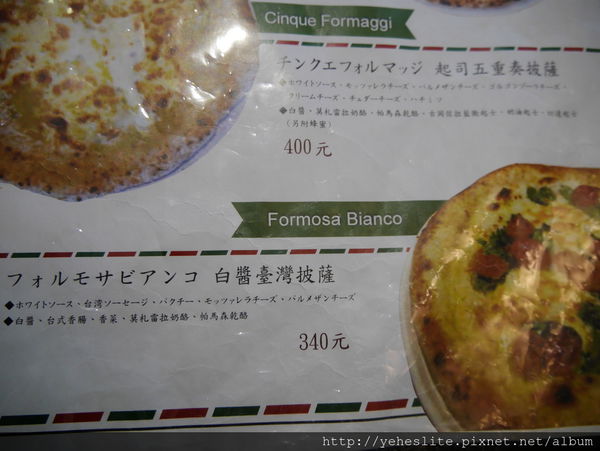 Cinque Formaggi
チンクエフォルマッジ 起司五重奏披薩
◆ホワイトソース・モッツァレラチーズ・パルメザンチーズ・ゴルゴンゾーラチーズ・
クリームチーズ・チェダーチーズ・ハチミツ
◆白醬、莫札雷拉奶酪、帕馬森乾酪、古岡左拉藍黴起士、奶油起士、切達起士
(另附蜂蜜)
400元
Formosa Bianco
フォルモサビアンコ 白醬臺灣披薩
◆ホワイトソース、台湾ソーセージ・パクチー・モッツァレラチーズ・パルメザンチーズ
◆白醬、台式香腸、香菜、莫札雷拉奶酪、帕馬森乾酪
340元
http://yeheslite.pixnet.net/album